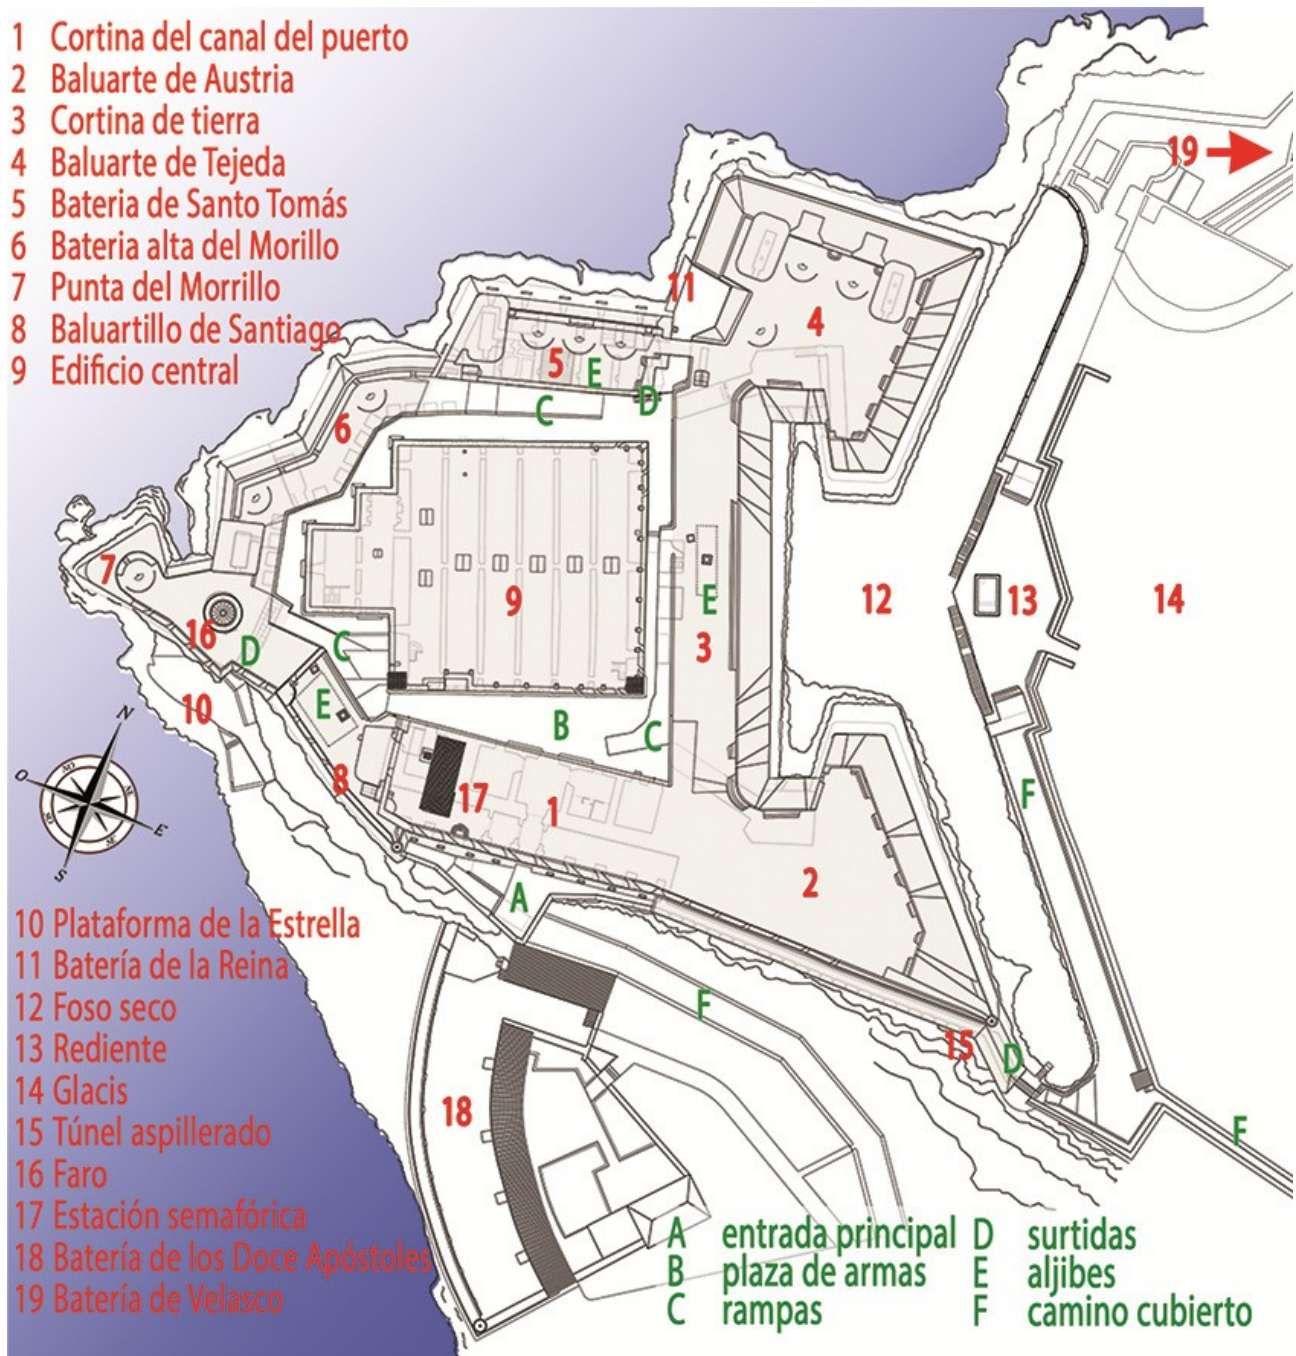 1 Cortina del canal del puerto
2 Baluarte de Austria
3 Cortina de tierra
4 Baluarte de Tejeda
5 Bateria de Santo Tomás
6 Bateria alta del Morillo
7 Punta del Morrillo
8 Baluartillo de Santiago
9 Edificio central
19
11
4
5
E
D
C
6
7
9
E
12
13
14
16
D
C
3
10
E
B
C
8
17
1
F
2
A
N
O
E
S
NO
NE
SO
SE
F
15
D
18
F
10 Plataforma de la Estrella
11 Batería de la Reina
12 Foso seco
13 Rediente
14 Glacis
15 Túnel aspillerado
16 Faro
17 Estación semafórica
18 Batería de los Doce Apóstoles
19 Batería de Velasco
A entrada principal
B plaza de armas
C rampas
D surtidas
E aljibes
F camino cubierto